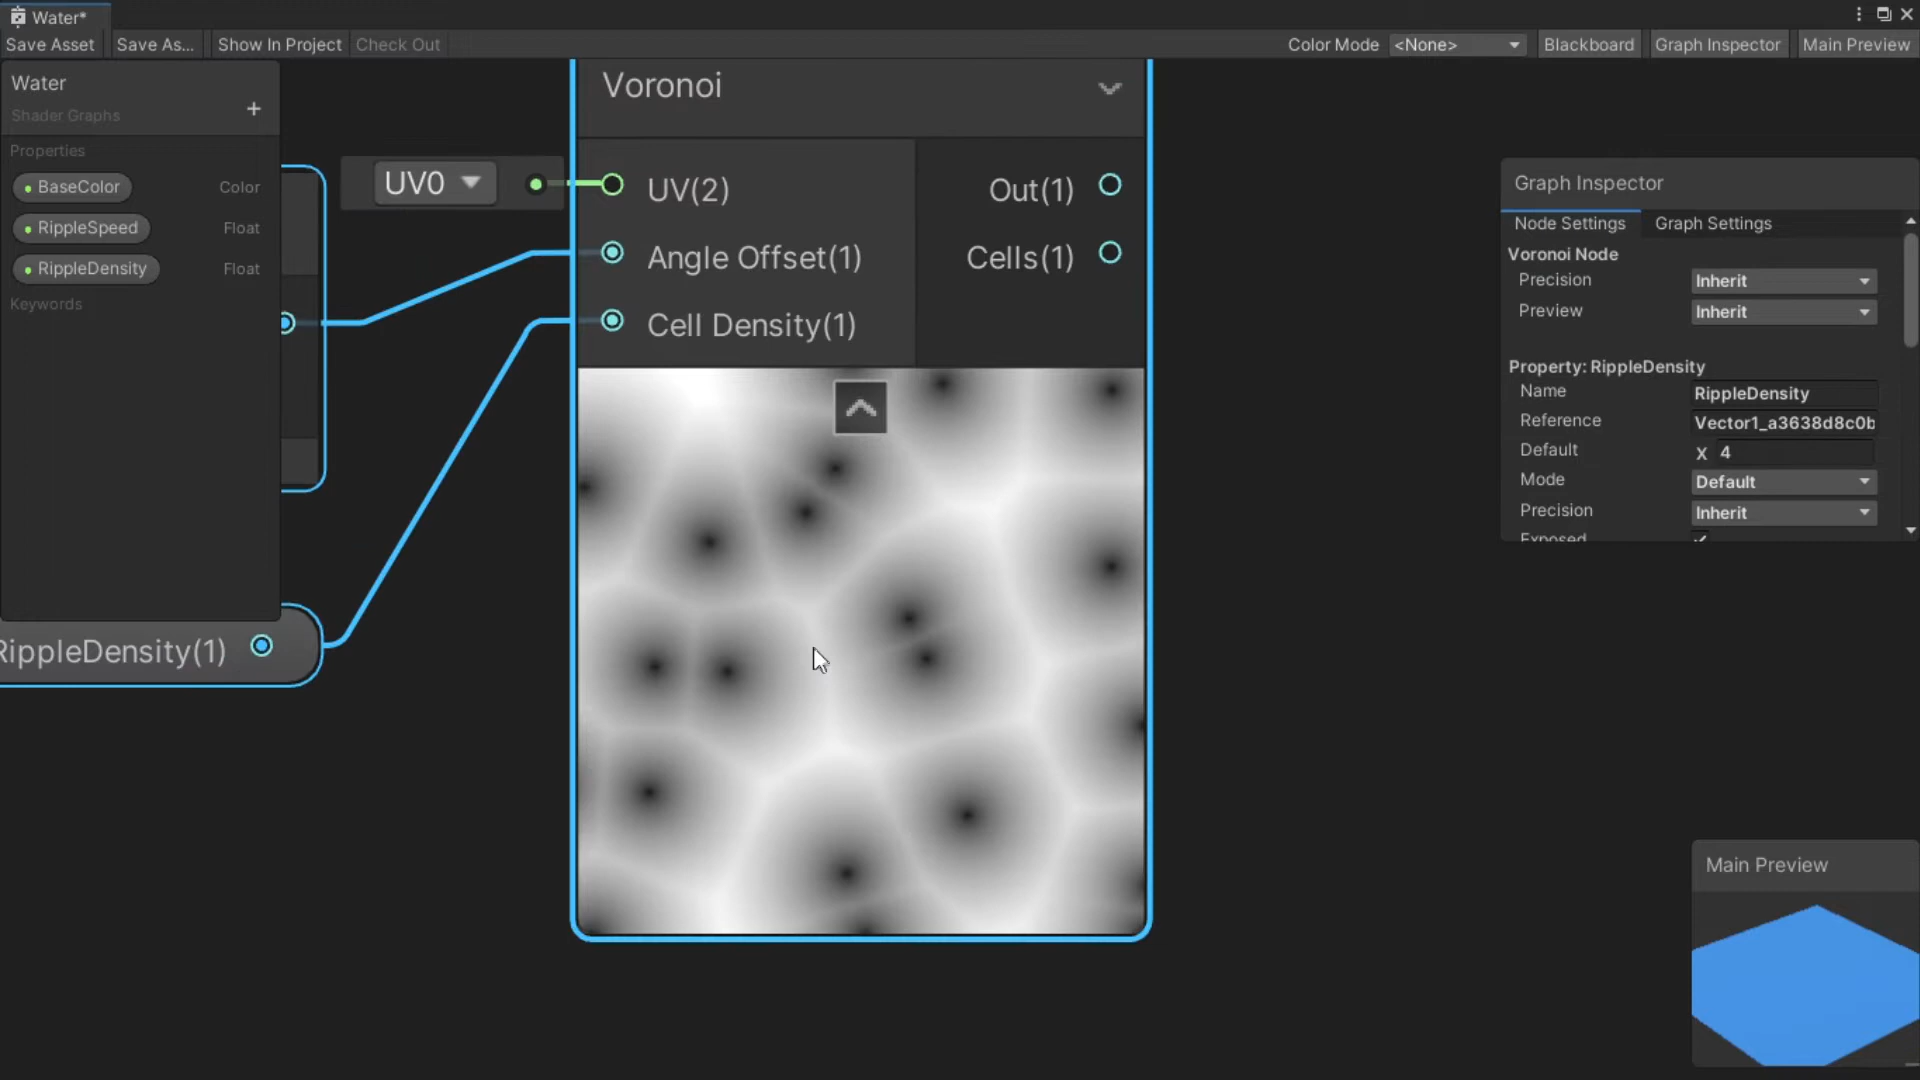 Water*
Save Asset
Save As...
Show In Project
Check Out
Color Mode
<None>
Blackboard
Graph Inspector
Main Preview
Water
Shader Graphs
+
Properties
BaseColor Color
RippleSpeed Float
RippleDensity Float
Keywords
RippleDensity(1)
UV0
Voronoi
UV(2)
Out(1)
Angle Offset(1)
Cells(1)
Cell Density(1)
Graph Inspector
Node Settings
Graph Settings
Voronoi Node
Precision Inherit
Preview Inherit
Property: RippleDensity
Name RippleDensity
Reference Vector1_a3638d8c0b
Default X 4
Mode Default
Precision Inherit
Exposed
Main Preview